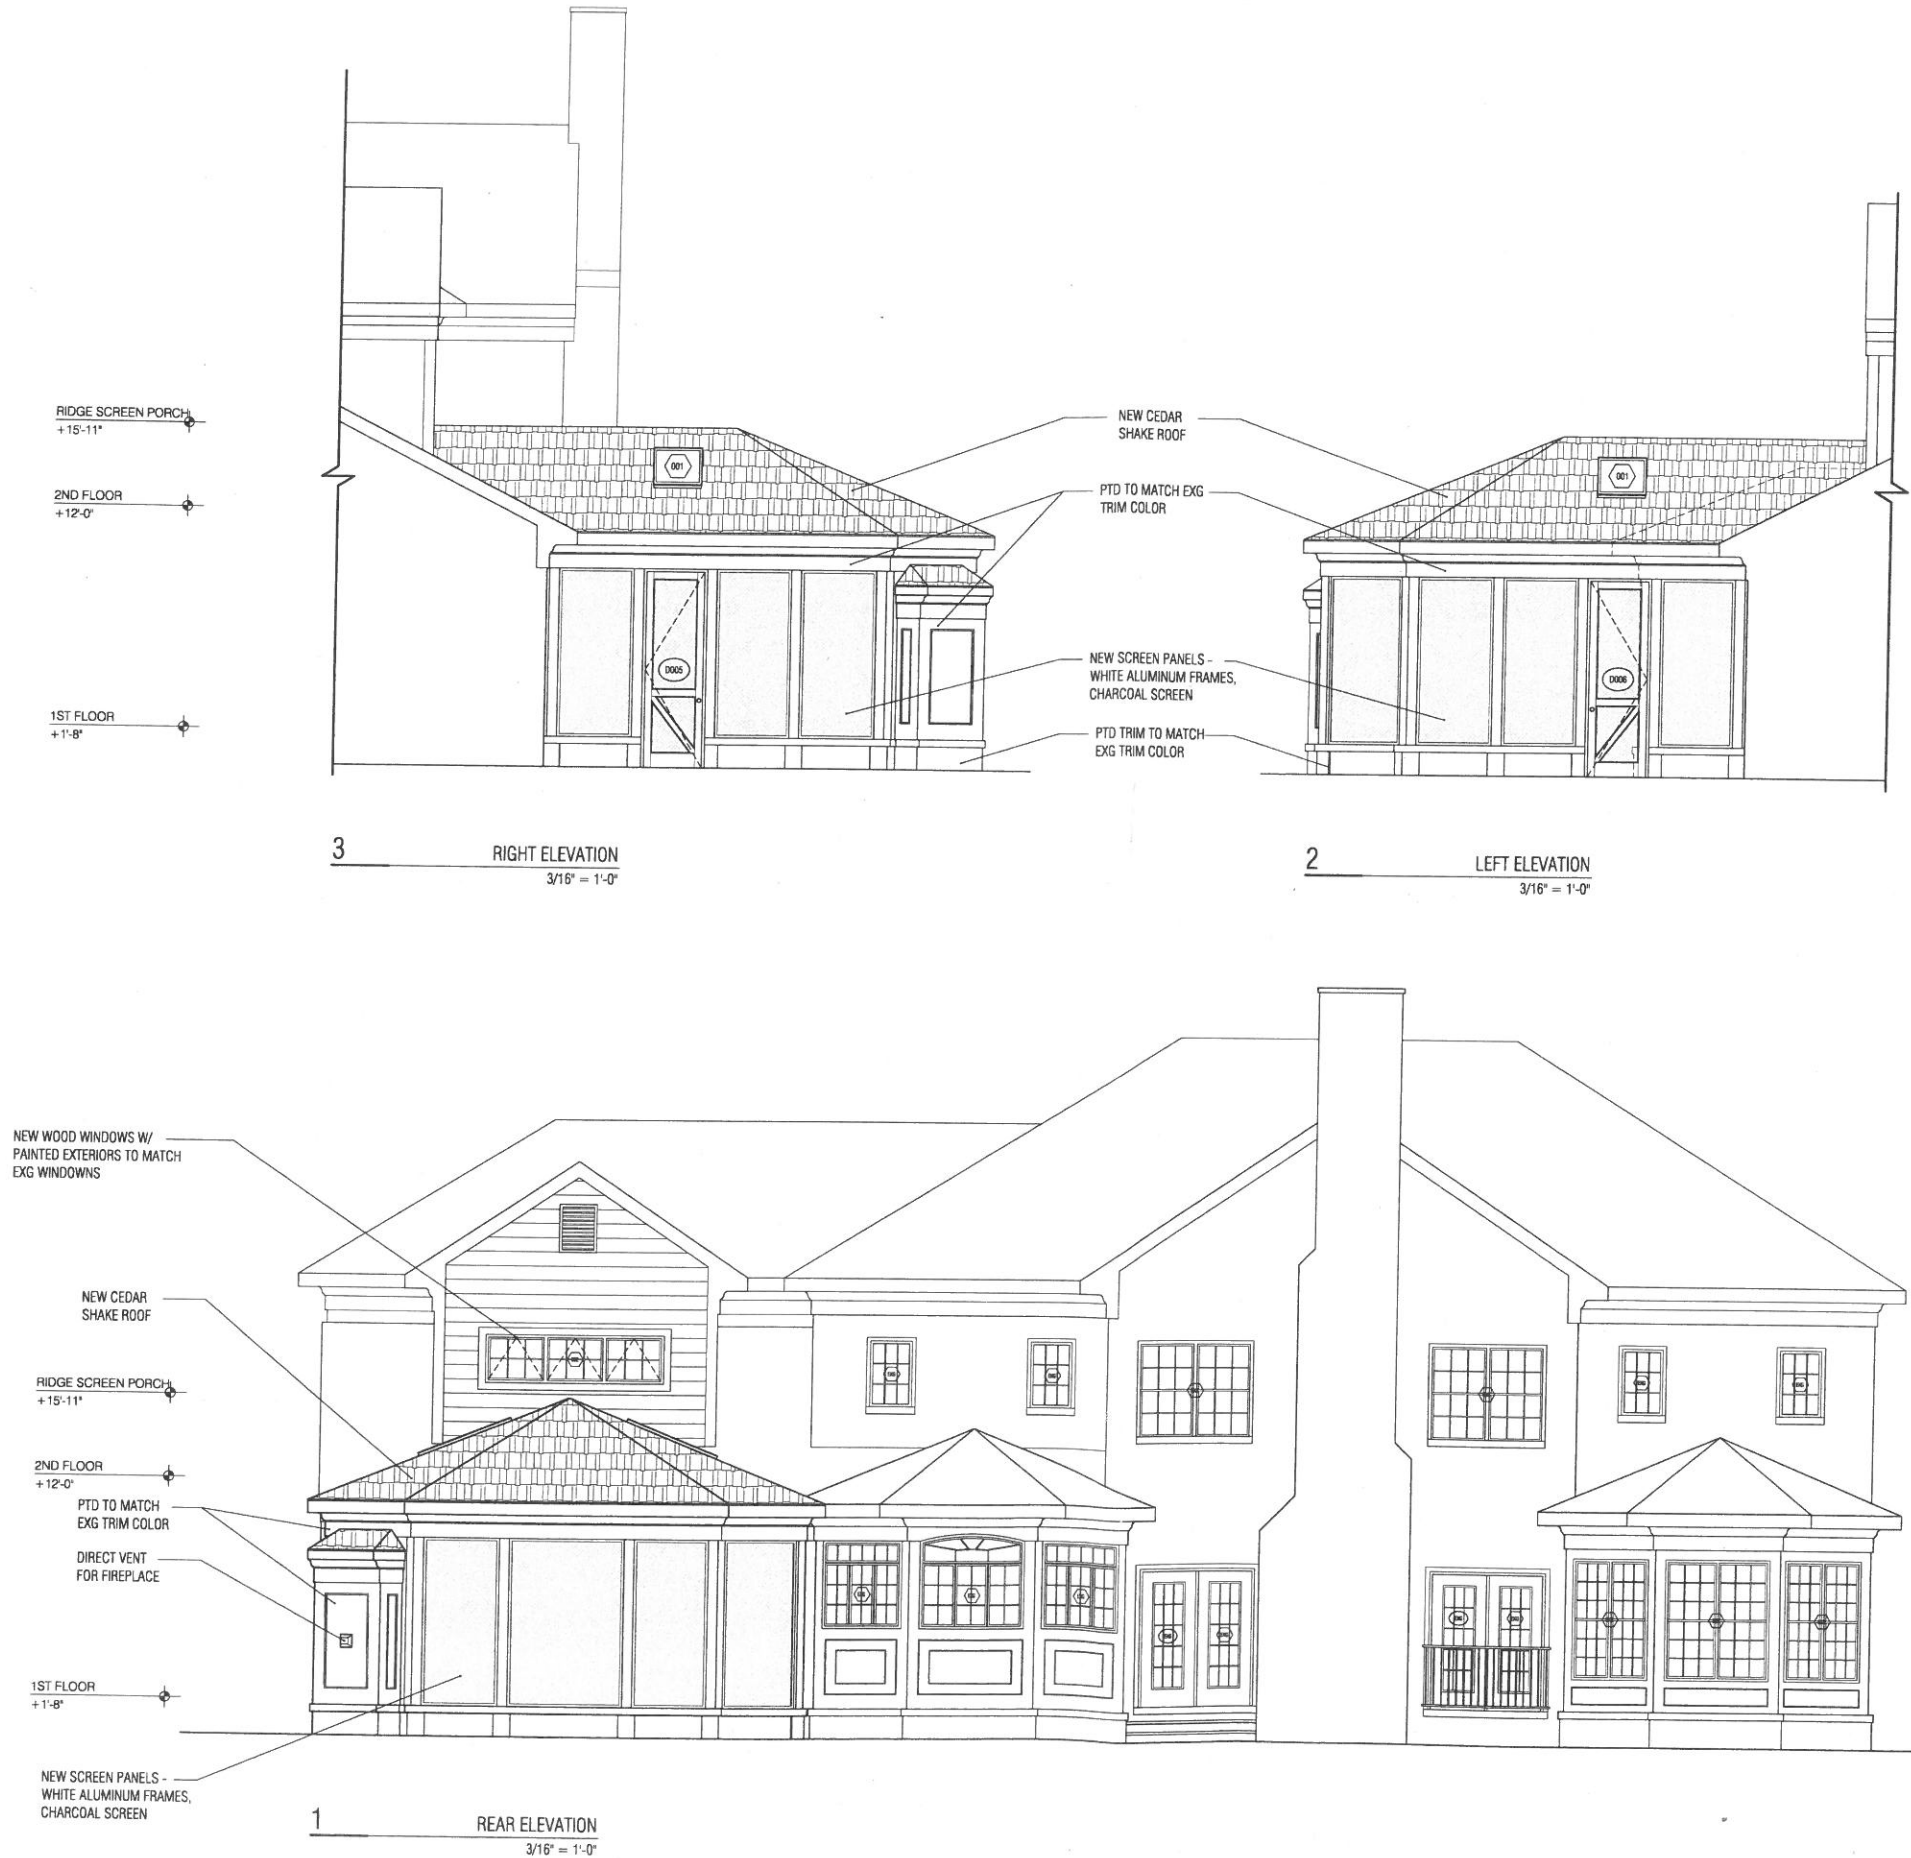 RIDGE SCREEN PORCH
+15'-11"
2ND FLOOR
+12'-0"
1ST FLOOR
+1'-8"
001
D005
NEW CEDAR
SHAKE ROOF
PTD TO MATCH EXG
TRIM COLOR
NEW SCREEN PANELS -
WHITE ALUMINUM FRAMES,
CHARCOAL SCREEN
PTD TRIM TO MATCH
EXG TRIM COLOR
001
D006
3
RIGHT ELEVATION
3/16" = 1'-0"
2
LEFT ELEVATION
3/16" = 1'-0"
NEW WOOD WINDOWS W/
PAINTED EXTERIORS TO MATCH
EXG WINDOWNS
NEW CEDAR
SHAKE ROOF
RIDGE SCREEN PORCH
+15'-11"
2ND FLOOR
+12'-0"
PTD TO MATCH
EXG TRIM COLOR
DIRECT VENT
FOR FIREPLACE
1ST FLOOR
+1'-8"
NEW SCREEN PANELS -
WHITE ALUMINUM FRAMES,
CHARCOAL SCREEN
1
REAR ELEVATION
3/16" = 1'-0"